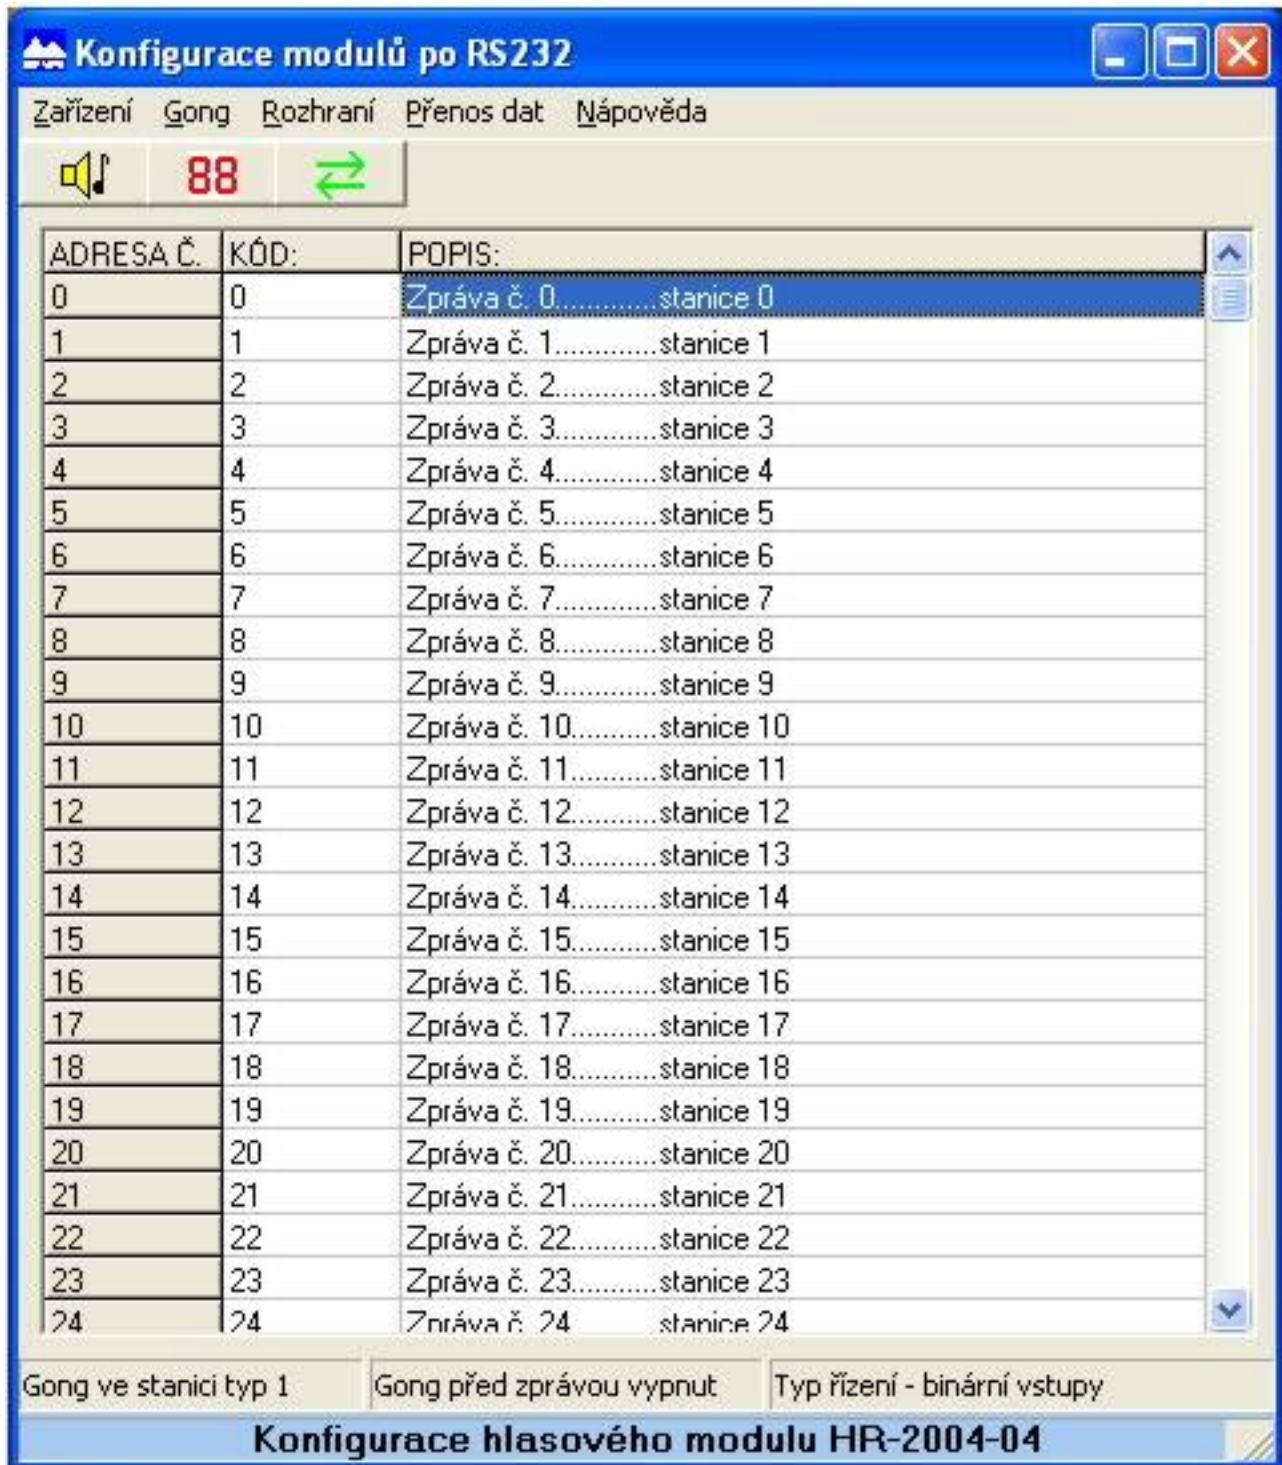 Konfigurace modulů po RS232
Zařízení Gong Rozhraní Přenos dat Nápověda
88
ADRESA Č. KÓD: POPIS:
0 0 Zpráva č. 0.............stanice 0
1 1 Zpráva č. 1.............stanice 1
2 2 Zpráva č. 2.............stanice 2
3 3 Zpráva č. 3.............stanice 3
4 4 Zpráva č. 4.............stanice 4
5 5 Zpráva č. 5.............stanice 5
6 6 Zpráva č. 6.............stanice 6
7 7 Zpráva č. 7.............stanice 7
8 8 Zpráva č. 8.............stanice 8
9 9 Zpráva č. 9.............stanice 9
10 10 Zpráva č. 10...........stanice 10
11 11 Zpráva č. 11...........stanice 11
12 12 Zpráva č. 12...........stanice 12
13 13 Zpráva č. 13...........stanice 13
14 14 Zpráva č. 14...........stanice 14
15 15 Zpráva č. 15...........stanice 15
16 16 Zpráva č. 16...........stanice 16
17 17 Zpráva č. 17...........stanice 17
18 18 Zpráva č. 18...........stanice 18
19 19 Zpráva č. 19...........stanice 19
20 20 Zpráva č. 20...........stanice 20
21 21 Zpráva č. 21...........stanice 21
22 22 Zpráva č. 22...........stanice 22
23 23 Zpráva č. 23...........stanice 23
24 24 Zpráva č. 24 stanice 24
Gong ve stanici typ 1 Gong před zprávou vypnut Typ řízení - binární vstupy
Konfigurace hlasového modulu HR-2004-04